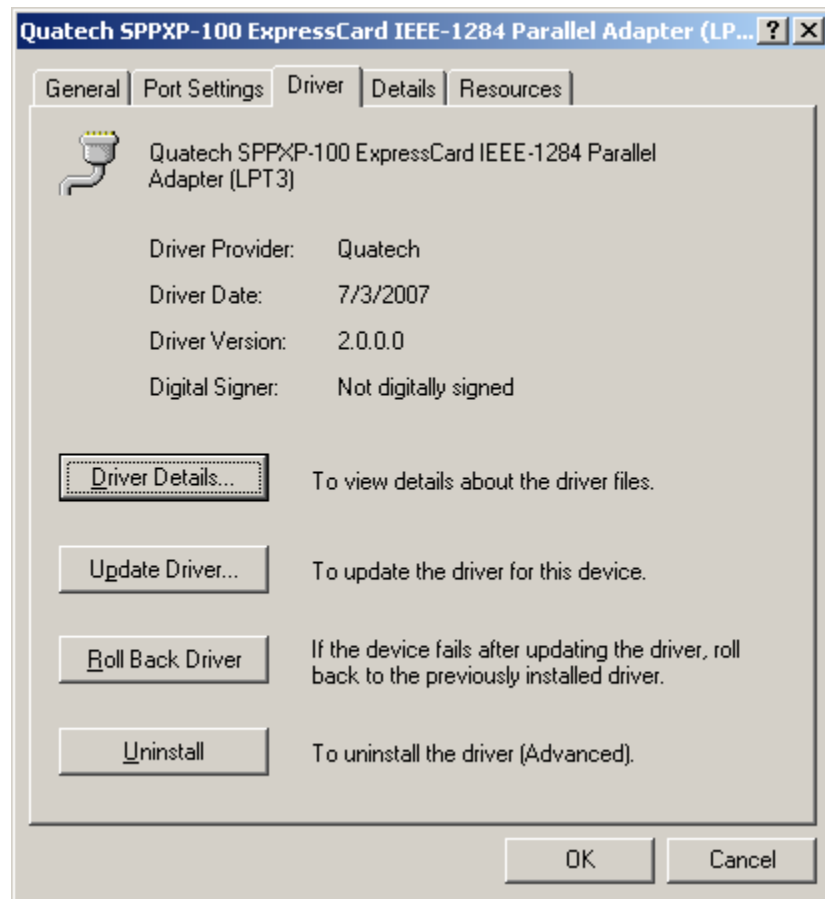 Quatech SPPXP-100 ExpressCard IEEE-1284 Parallel Adapter (LP...
General Port Settings Driver Details Resources
Quatech SPPXP-100 ExpressCard IEEE-1284 Parallel
Adapter (LPT3)
Driver Provider: Quatech
Driver Date: 7/3/2007
Driver Version: 2.0.0.0
Digital Signer: Not digitally signed
Driver Details... To view details about the driver files.
Update Driver... To update the driver for this device.
Roll Back Driver If the device fails after updating the driver, roll
back to the previously installed driver.
Uninstall To uninstall the driver (Advanced).
OK Cancel